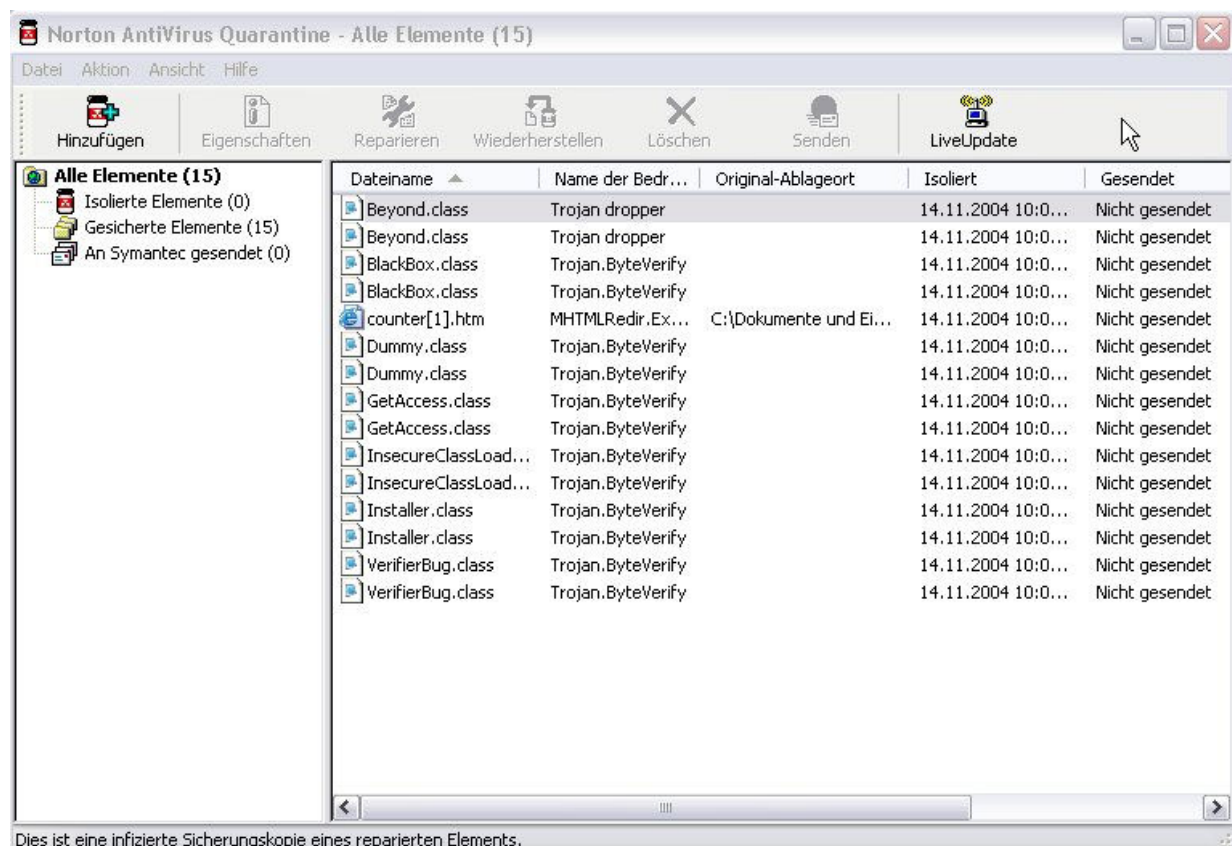 Norton AntiVirus Quarantine - Alle Elemente (15)
Datei Aktion Ansicht Hilfe
Hinzufügen Eigenschaften Reparieren Wiederherstellen Löschen Senden LiveUpdate
Alle Elemente (15)
Isolierte Elemente (0)
Gesicherte Elemente (15)
An Symantec gesendet (0)
Dateiname Name der Bedr... Original-Ablageort Isoliert Gesendet
Beyond.class Trojan dropper 14.11.2004 10:0... Nicht gesendet
Beyond.class Trojan dropper 14.11.2004 10:0... Nicht gesendet
BlackBox.class Trojan.ByteVerify 14.11.2004 10:0... Nicht gesendet
BlackBox.class Trojan.ByteVerify 14.11.2004 10:0... Nicht gesendet
counter[1].htm MHTMLRedir.Ex... C:\Dokumente und Ei... 14.11.2004 10:0... Nicht gesendet
Dummy.class Trojan.ByteVerify 14.11.2004 10:0... Nicht gesendet
Dummy.class Trojan.ByteVerify 14.11.2004 10:0... Nicht gesendet
GetAccess.class Trojan.ByteVerify 14.11.2004 10:0... Nicht gesendet
GetAccess.class Trojan.ByteVerify 14.11.2004 10:0... Nicht gesendet
InsecureClassLoad... Trojan.ByteVerify 14.11.2004 10:0... Nicht gesendet
InsecureClassLoad... Trojan.ByteVerify 14.11.2004 10:0... Nicht gesendet
Installer.class Trojan.ByteVerify 14.11.2004 10:0... Nicht gesendet
Installer.class Trojan.ByteVerify 14.11.2004 10:0... Nicht gesendet
VerifierBug.class Trojan.ByteVerify 14.11.2004 10:0... Nicht gesendet
VerifierBug.class Trojan.ByteVerify 14.11.2004 10:0... Nicht gesendet
Dies ist eine infizierte Sicherungskopie eines reparierten Elements.